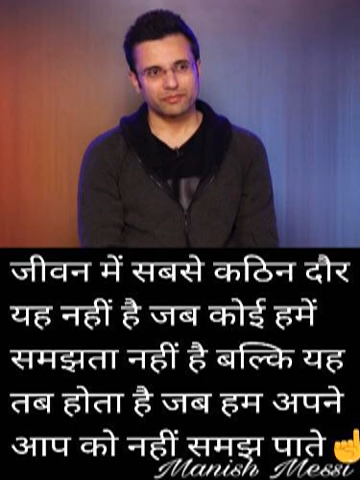 जीवन में सबसे कठिन दौर
यह नहीं है जब कोई हमें
समझता नहीं है बल्कि यह
तब होता है जब हम अपने
आप को नहीं समझ पाते ☝
Manish Messi